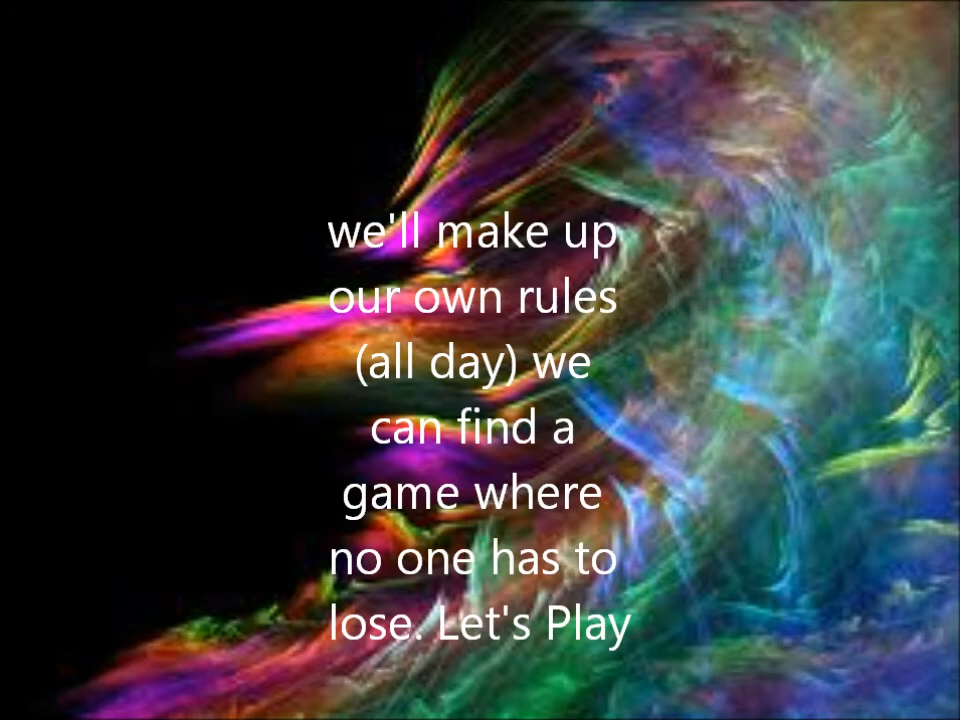 we'll make up
our own rules
(all day) we
can find a
game where
no one has to
lose. Let's Play